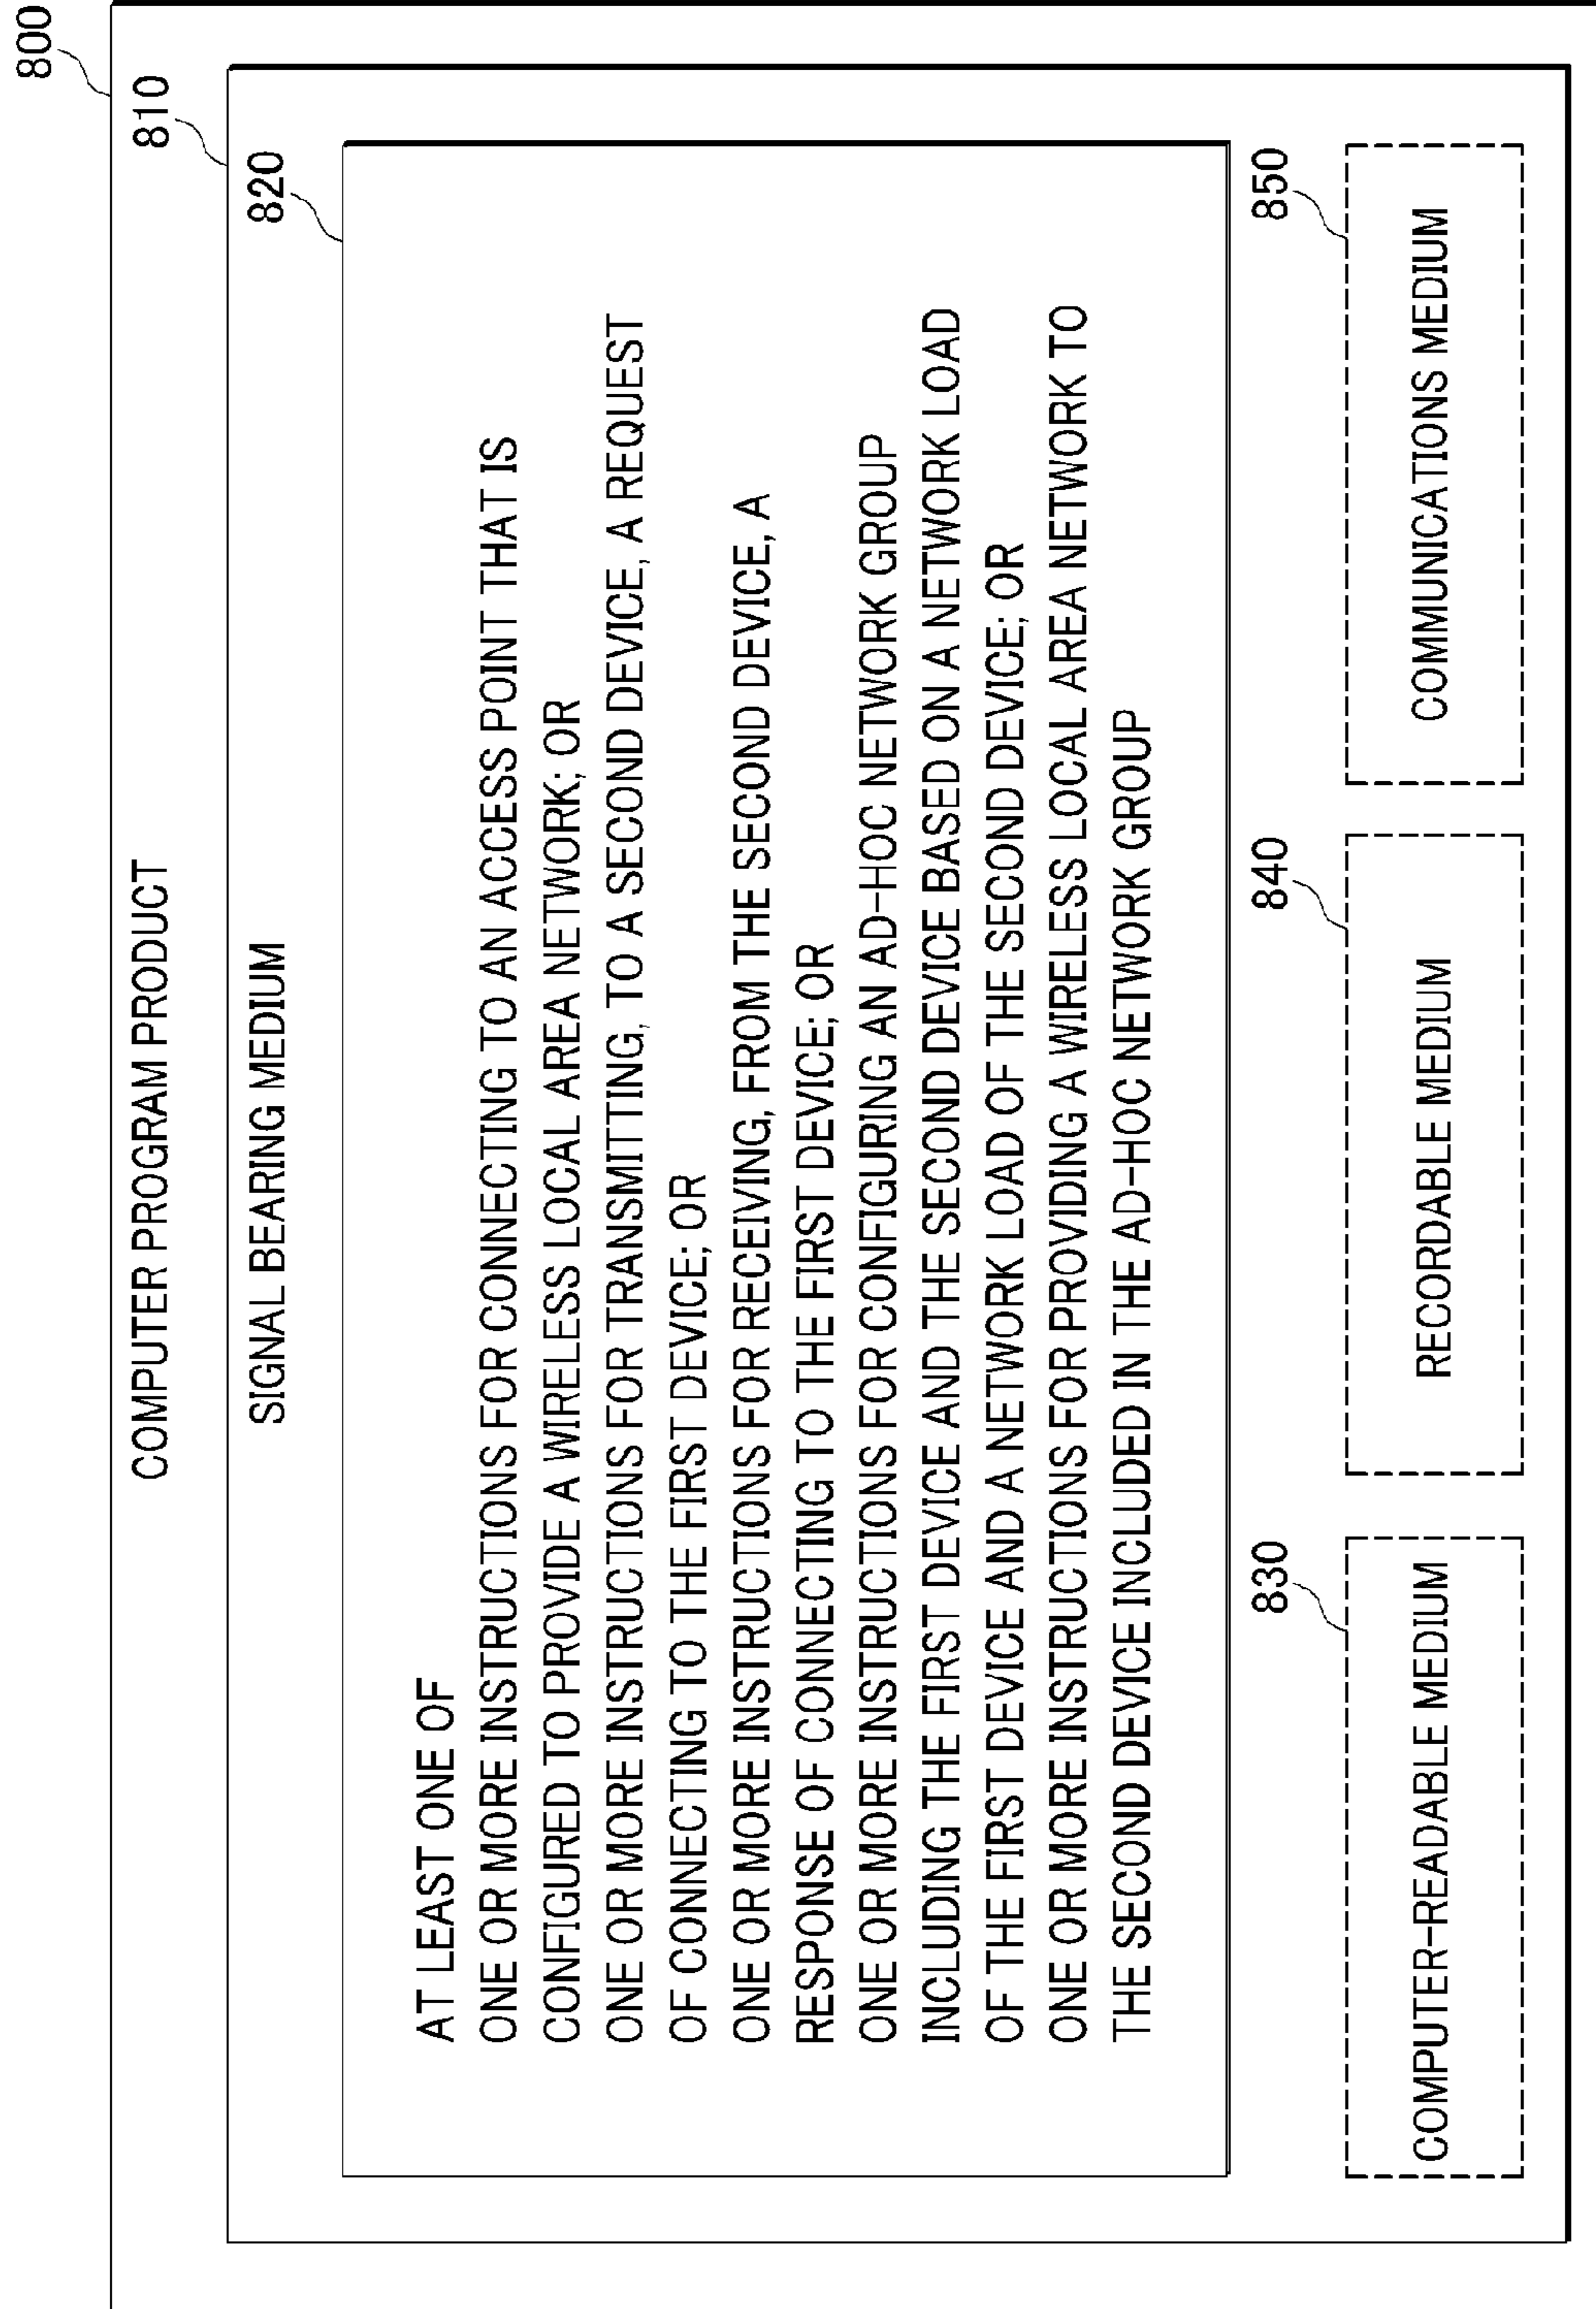 800
COMPUTER PROGRAM PRODUCT
810
SIGNAL BEARING MEDIUM
820
AT LEAST ONE OF
ONE OR MORE INSTRUCTIONS FOR CONNECTING TO AN ACCESS POINT THAT IS
CONFIGURED TO PROVIDE A WIRELESS LOCAL AREA NETWORK; OR
ONE OR MORE INSTRUCTIONS FOR TRANSMITTING, TO A SECOND DEVICE, A REQUEST
OF CONNECTING TO THE FIRST DEVICE; OR
ONE OR MORE INSTRUCTIONS FOR RECEIVING, FROM THE SECOND DEVICE, A
RESPONSE OF CONNECTING TO THE FIRST DEVICE; OR
ONE OR MORE INSTRUCTIONS FOR CONFIGURING AN AD-HOC NETWORK GROUP
INCLUDING THE FIRST DEVICE AND THE SECOND DEVICE BASED ON A NETWORK LOAD
OF THE FIRST DEVICE AND A NETWORK LOAD OF THE SECOND DEVICE; OR
ONE OR MORE INSTRUCTIONS FOR PROVIDING A WIRELESS LOCAL AREA NETWORK TO
THE SECOND DEVICE INCLUDED IN THE AD-HOC NETWORK GROUP
830
COMPUTER-READABLE MEDIUM
840
RECORDABLE MEDIUM
850
COMMUNICATIONS MEDIUM